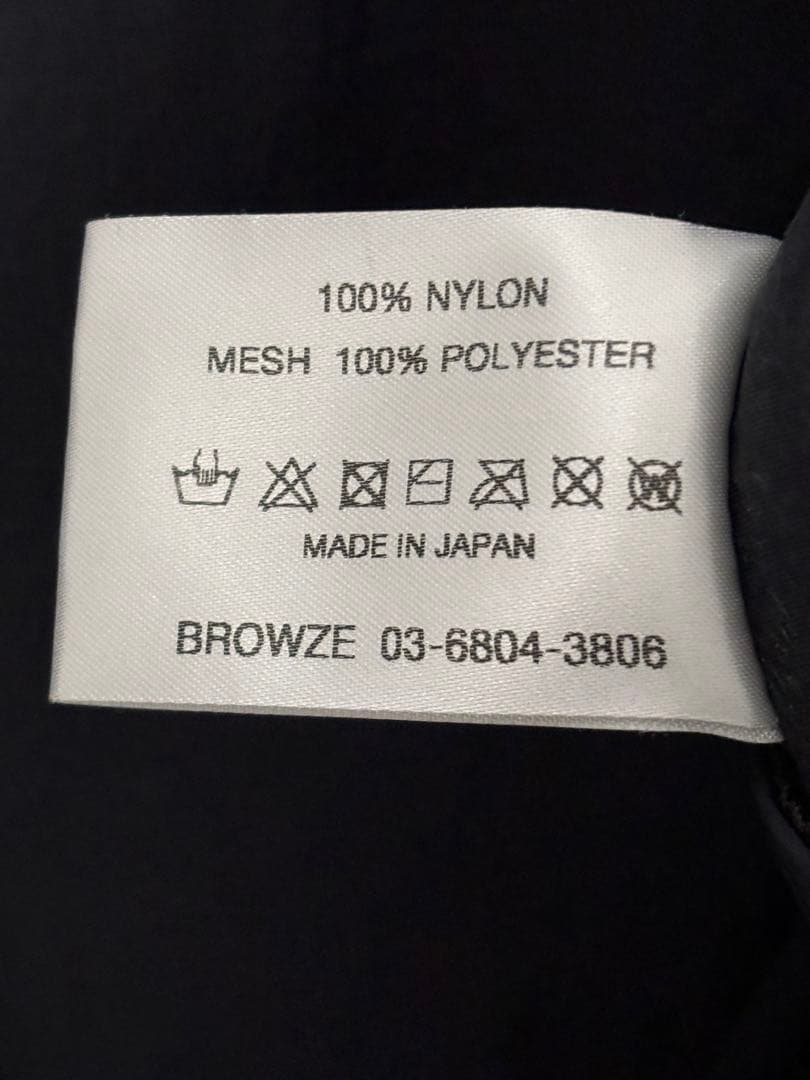 100% NYLON
MESH 100% POLYESTER
W
MADE IN JAPAN
BROWZE 03-6804-3806